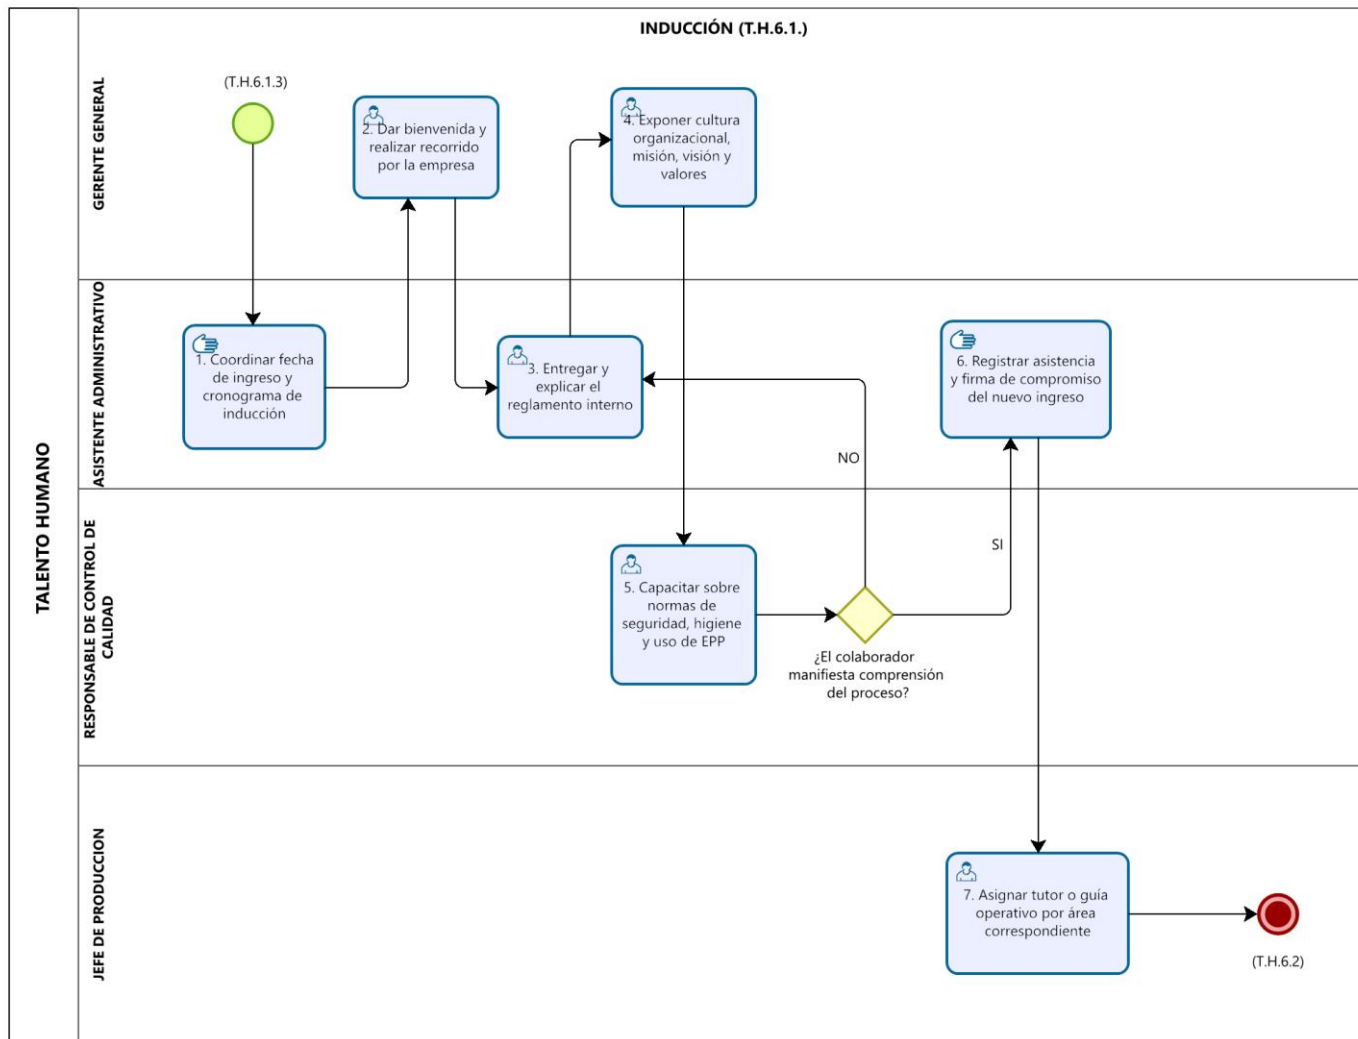 INDUCCIÓN (T.H.6.1.)
TALENTO HUMANO
GERENTE GENERAL
(T.H.6.1.3)
2. Dar bienvenida y
realizar recorrido
por la empresa
4. Exponer cultura
organizacional,
misión, visión y
valores
ASISTENTE ADMINISTRATIVO
1. Coordinar fecha
de ingreso y
cronograma de
inducción
3. Entregar y
explicar el
reglamento interno
6. Registrar asistencia
y firma de compromiso
del nuevo ingreso
NO
RESPONSABLE DE CONTROL DE
CALIDAD
SI
5. Capacitar sobre
normas de
seguridad, higiene
y uso de EPP
¿El colaborador
manifiesta comprensión
del proceso?
JEFE DE PRODUCCION
7. Asignar tutor o guía
operativo por área
correspondiente
(T.H.6.2)